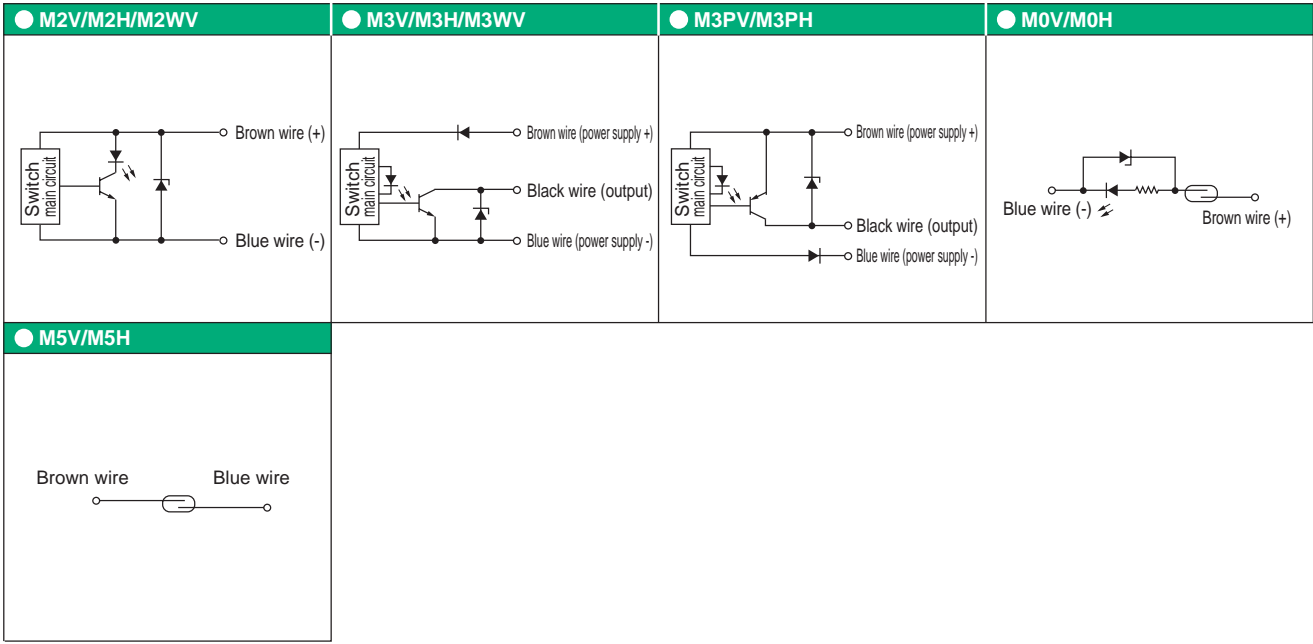 M2V/M2H/M2WV
M3V/M3H/M3WV
M3PV/M3PH
M0V/M0H
Switch
main circuit
Brown wire (+)
Blue wire (-)
Switch
main circuit
Brown wire (power supply +)
Black wire (output)
Blue wire (power supply -)
Switch
main circuit
Brown wire (power supply +)
Black wire (output)
Blue wire (power supply -)
Blue wire (-)
Brown wire (+)
M5V/M5H
Brown wire
Blue wire